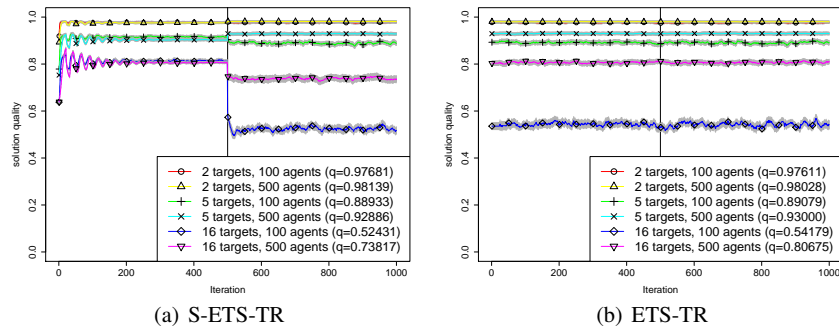 solution quality
0.0
0.2
0.4
0.6
0.8
1.0
2 targets, 100 agents (q=0.97681)
2 targets, 500 agents (q=0.98139)
5 targets, 100 agents (q=0.88933)
5 targets, 500 agents (q=0.92886)
16 targets, 100 agents (q=0.52431)
16 targets, 500 agents (q=0.73817)
0 200 400 600 800 1000
Iteration
(a) S-ETS-TR
solution quality
0.0
0.2
0.4
0.6
0.8
1.0
2 targets, 100 agents (q=0.97611)
2 targets, 500 agents (q=0.98028)
5 targets, 100 agents (q=0.89079)
5 targets, 500 agents (q=0.93000)
16 targets, 100 agents (q=0.54179)
16 targets, 500 agents (q=0.80675)
0 200 400 600 800 1000
Iteration
(b) ETS-TR